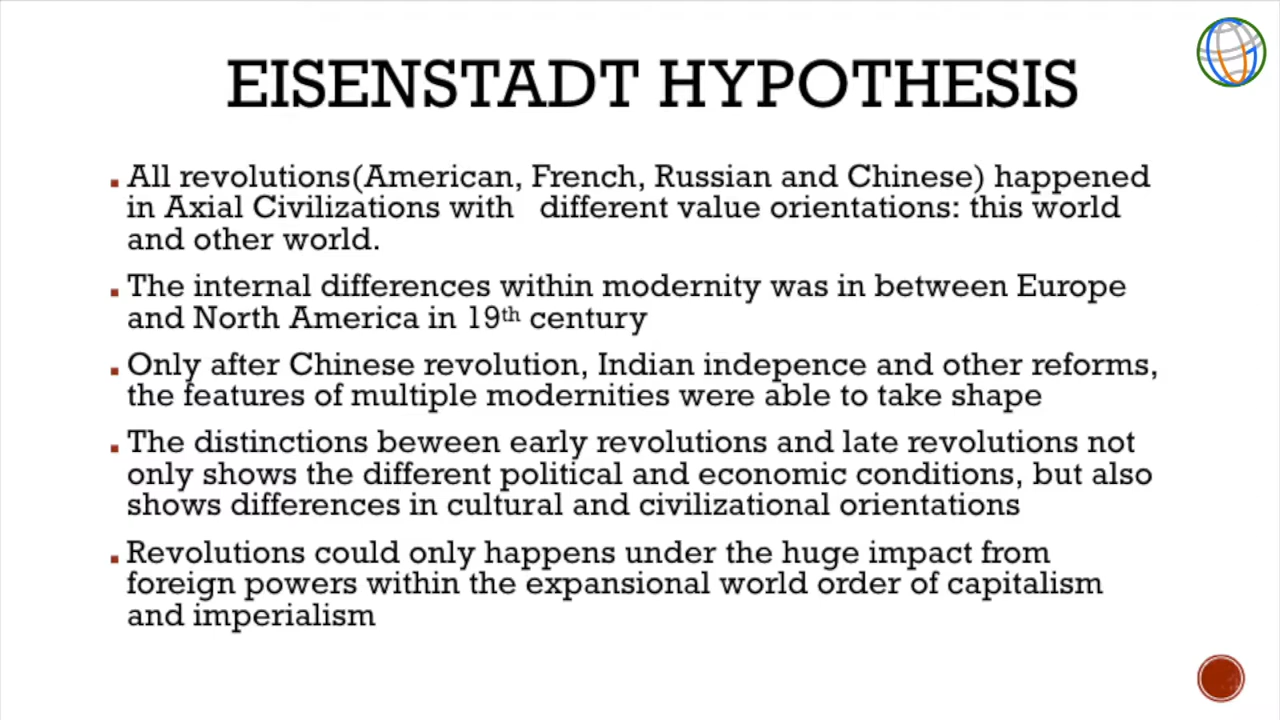 EISENSTADT HYPOTHESIS
All revolutions(American, French, Russian and Chinese) happened
in Axial Civilizations with different value orientations: this world
and other world.
The internal differences within modernity was in between Europe
and North America in 19th century
Only after Chinese revolution, Indian indepence and other reforms,
the features of multiple modernities were able to take shape
The distinctions beween early revolutions and late revolutions not
only shows the different political and economic conditions, but also
shows differences in cultural and civilizational orientations
Revolutions could only happens under the huge impact from
foreign powers within the expansional world order of capitalism
and imperialism